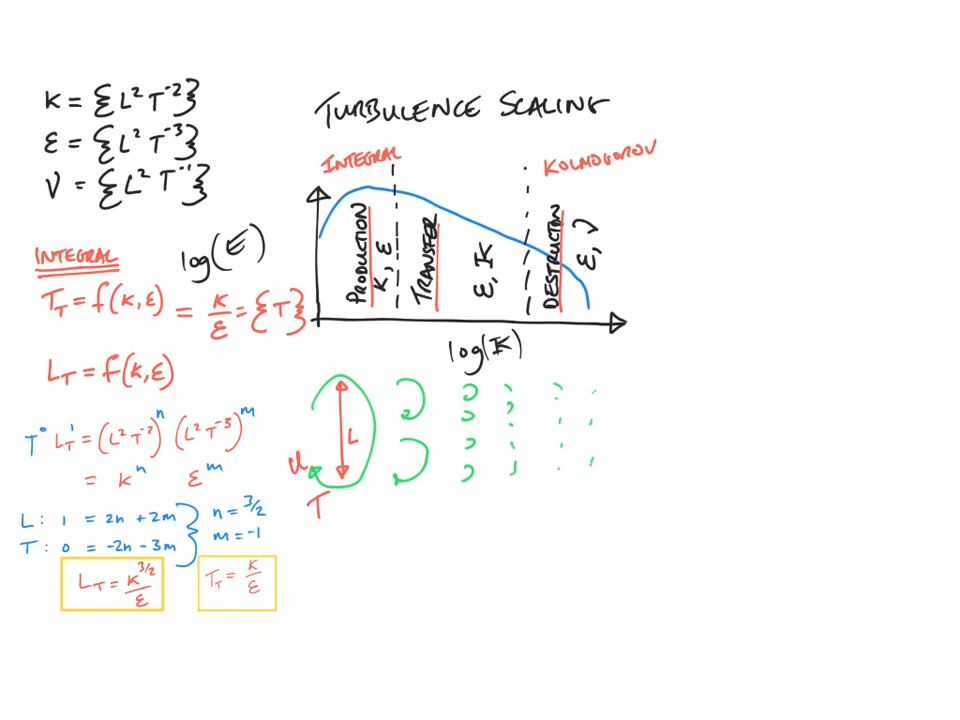 K = {L² T⁻²}
ε = {L² T⁻³}
ν = {L² T⁻¹}
TURBULENCE SCALING
INTEGRAL
KOLMOGOROV
log(E)
PRODUCTION
K, ε
TRANSFER
ε, K
DESTRUCTION
ε, ν
log(K)
INTEGRAL
T_T = f(K, ε) = K/ε = {T}
L_T = f(K, ε)
T⁰ L_T¹ = (L² T⁻²)ⁿ (L² T⁻³)ᵐ
= Kⁿ εᵐ
L: 1 = 2n + 2m
T: 0 = -2n - 3m
n = 3/2
m = -1
L_T = K^3/2/ε
T_T = K/ε
L
U
T